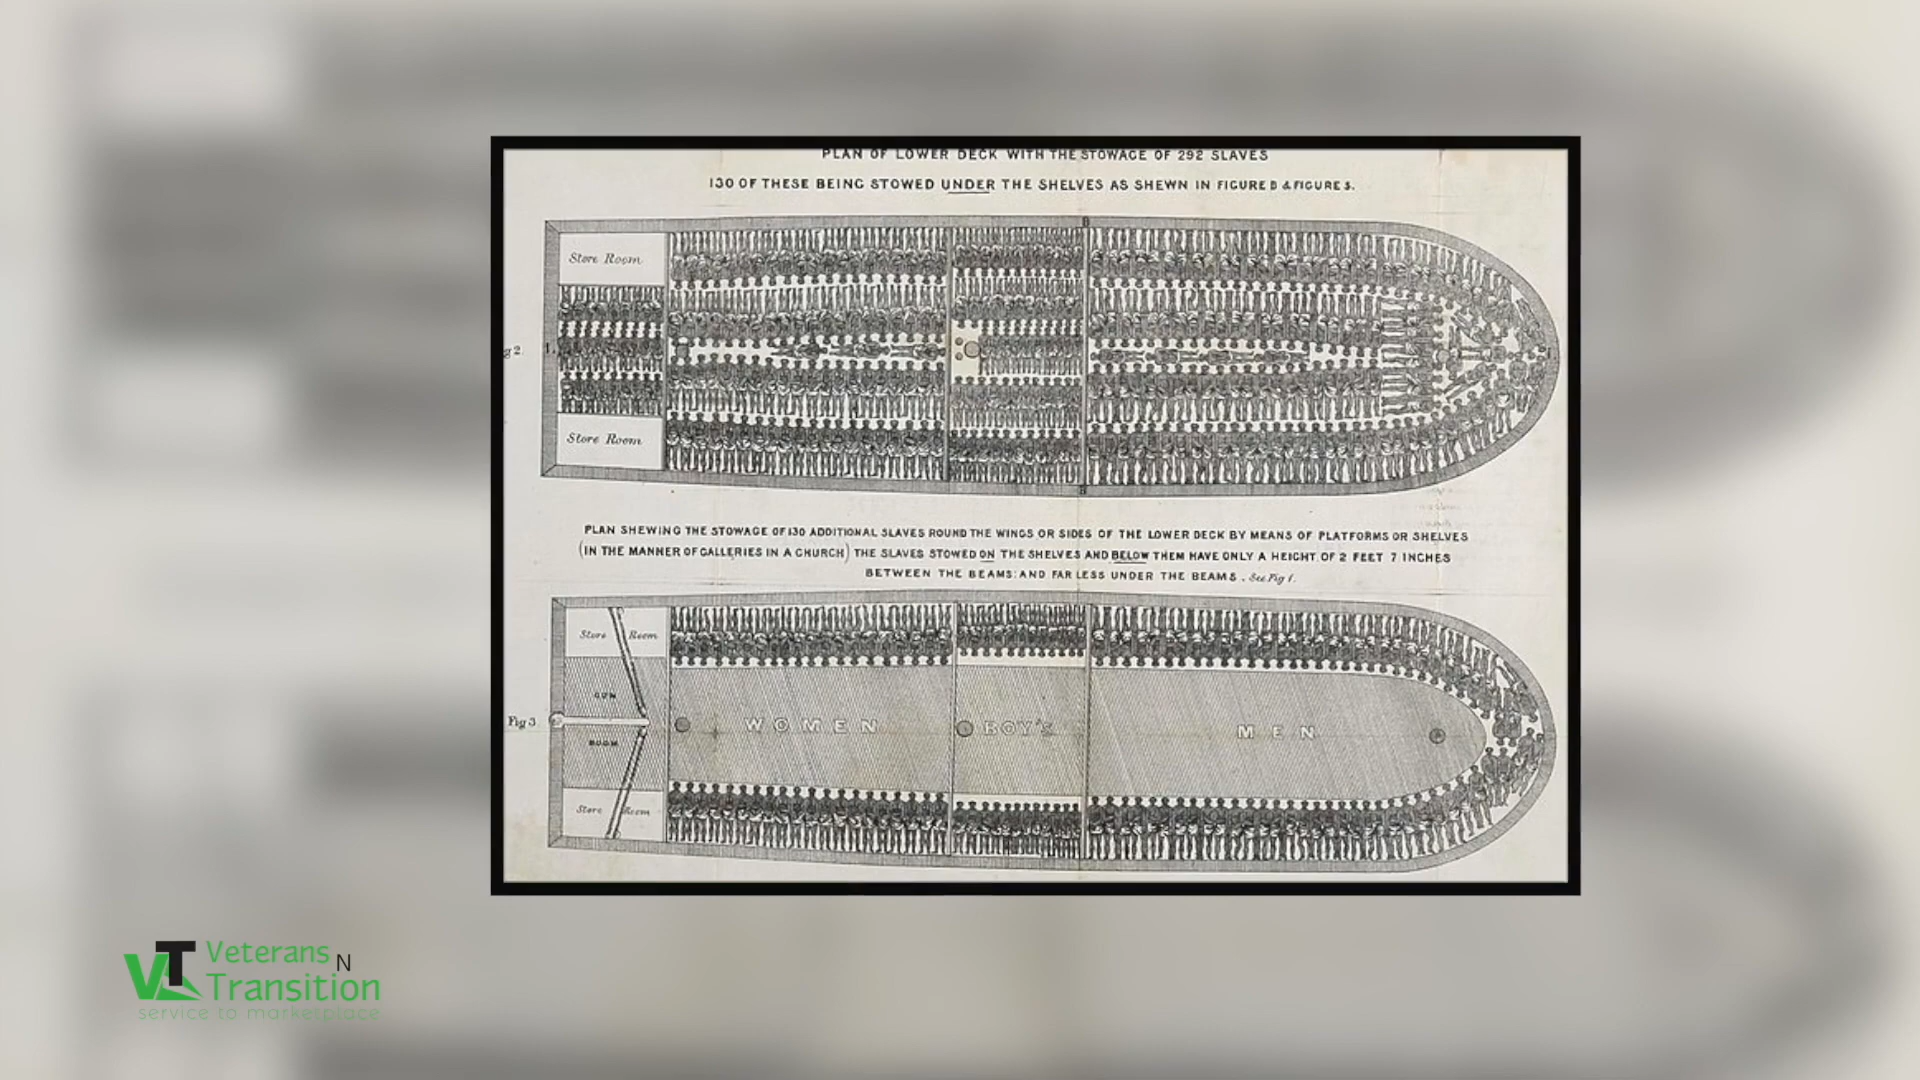 PLAN OF LOWER DECK WITH THE STOWAGE OF 292 SLAVES
130 OF THESE BEING STOWED UNDER THE SHELVES AS SHEWN IN FIGURE B & FIGURE 5.
B
Store Room
g 2.
1.
Store Room
B
PLAN SHEWING THE STOWAGE OF 130 ADDITIONAL SLAVES ROUND THE WINGS OR SIDES OF THE LOWER DECK BY MEANS OF PLATFORMS OR SHELVES
(IN THE MANNER OF GALLERIES IN A CHURCH) THE SLAVES STOWED ON THE SHELVES AND BELOW THEM HAVE ONLY A HEIGHT OF 2 FEET 7 INCHES
BETWEEN THE BEAMS: AND FAR LESS UNDER THE BEAMS. See Fig 1.
Store Room
GUN
Fig 3
WOMEN BOY'S MEN
ROOM
Store Room
VT Veterans N
Transition
service to marketplace